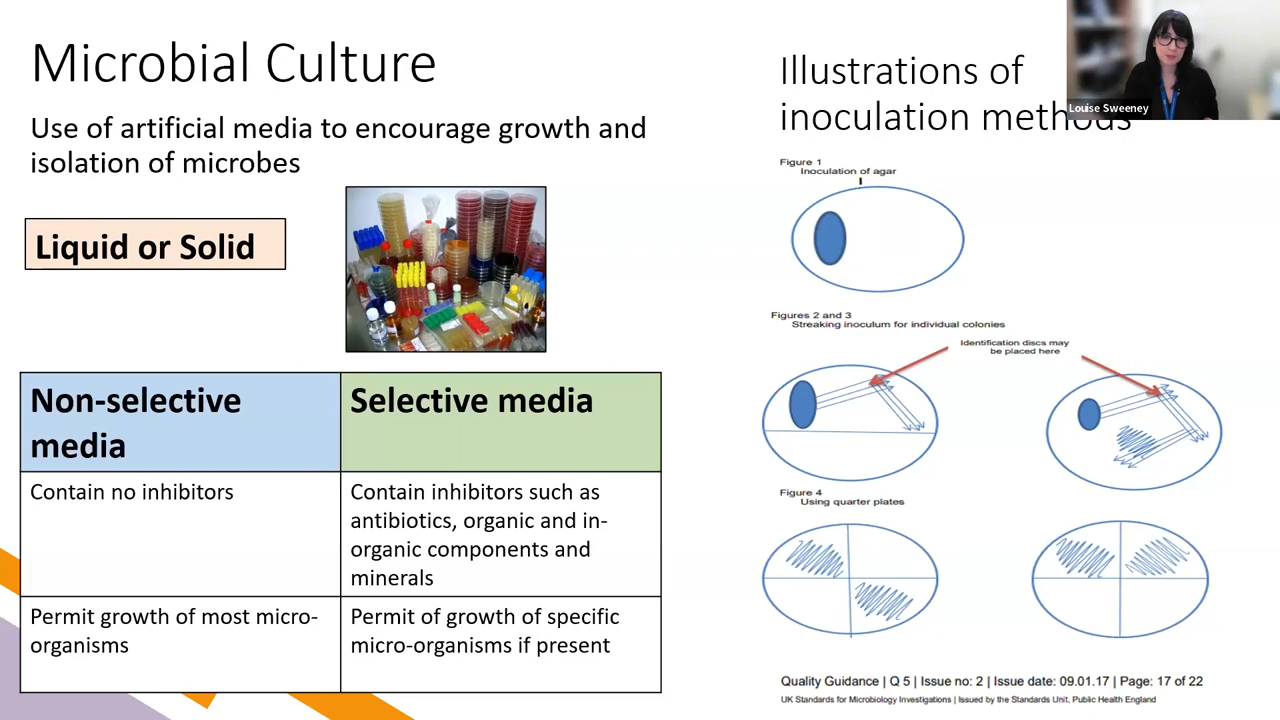 Microbial Culture
Use of artificial media to encourage growth and
isolation of microbes
Liquid or Solid
Non-selective
media
Selective media
Contain no inhibitors
Contain inhibitors such as
antibiotics, organic and in-
organic components and
minerals
Permit growth of most micro-
organisms
Permit of growth of specific
micro-organisms if present
Illustrations of
inoculation methods
Louise Sweeney
Figure 1
Inoculation of agar
Figures 2 and 3
Streaking inoculum for individual colonies
Identification discs may
be placed here
Figure 4
Using quarter plates
Quality Guidance | Q 5 | Issue no: 2 | Issue date: 09.01.17 | Page: 17 of 22
UK Standards for Microbiology Investigations | Issued by the Standards Unit, Public Health England